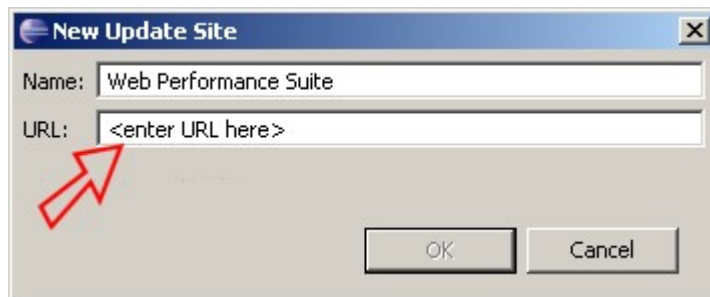 New Update Site
Name: Web Performance Suite
URL: <enter URL here>
OK Cancel